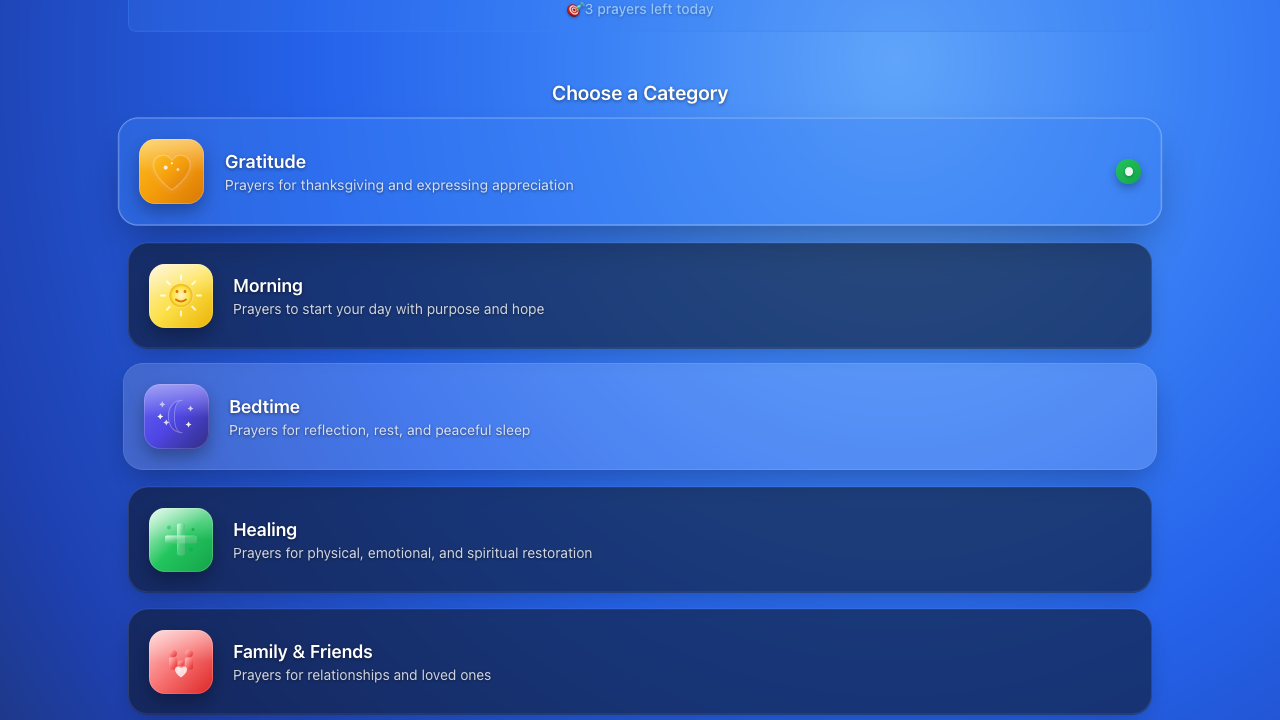 3 prayers left today
Choose a Category
Gratitude
Prayers for thanksgiving and expressing appreciation
Morning
Prayers to start your day with purpose and hope
Bedtime
Prayers for reflection, rest, and peaceful sleep
Healing
Prayers for physical, emotional, and spiritual restoration
Family & Friends
Prayers for relationships and loved ones